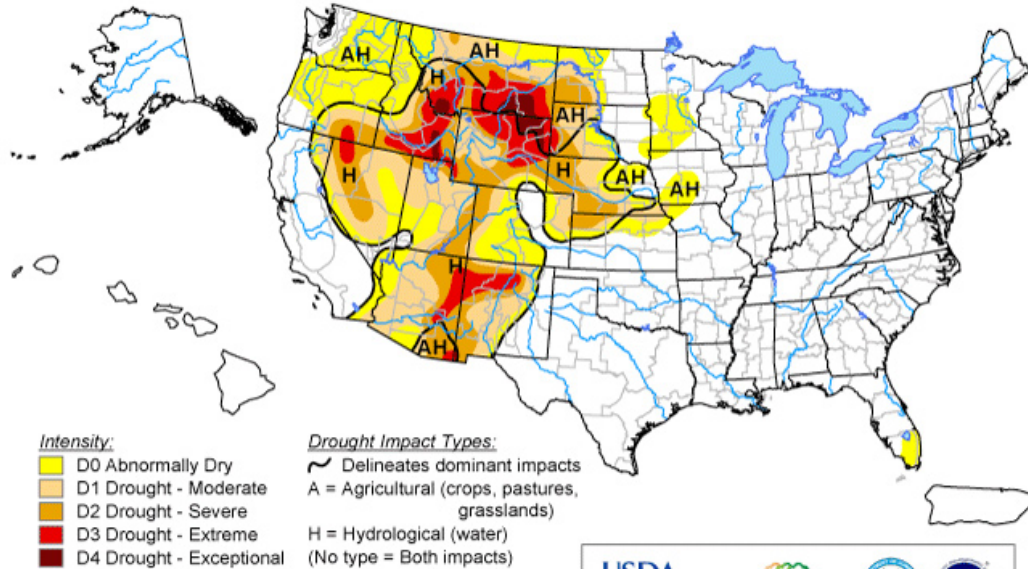 AH
AH
H
AH
H
AH
H
AH
H
AH
Intensity:
D0 Abnormally Dry
D1 Drought - Moderate
D2 Drought - Severe
D3 Drought - Extreme
D4 Drought - Exceptional
Drought Impact Types:
Delineates dominant impacts
A = Agricultural (crops, pastures,
grasslands)
H = Hydrological (water)
(No type = Both impacts)
USDA